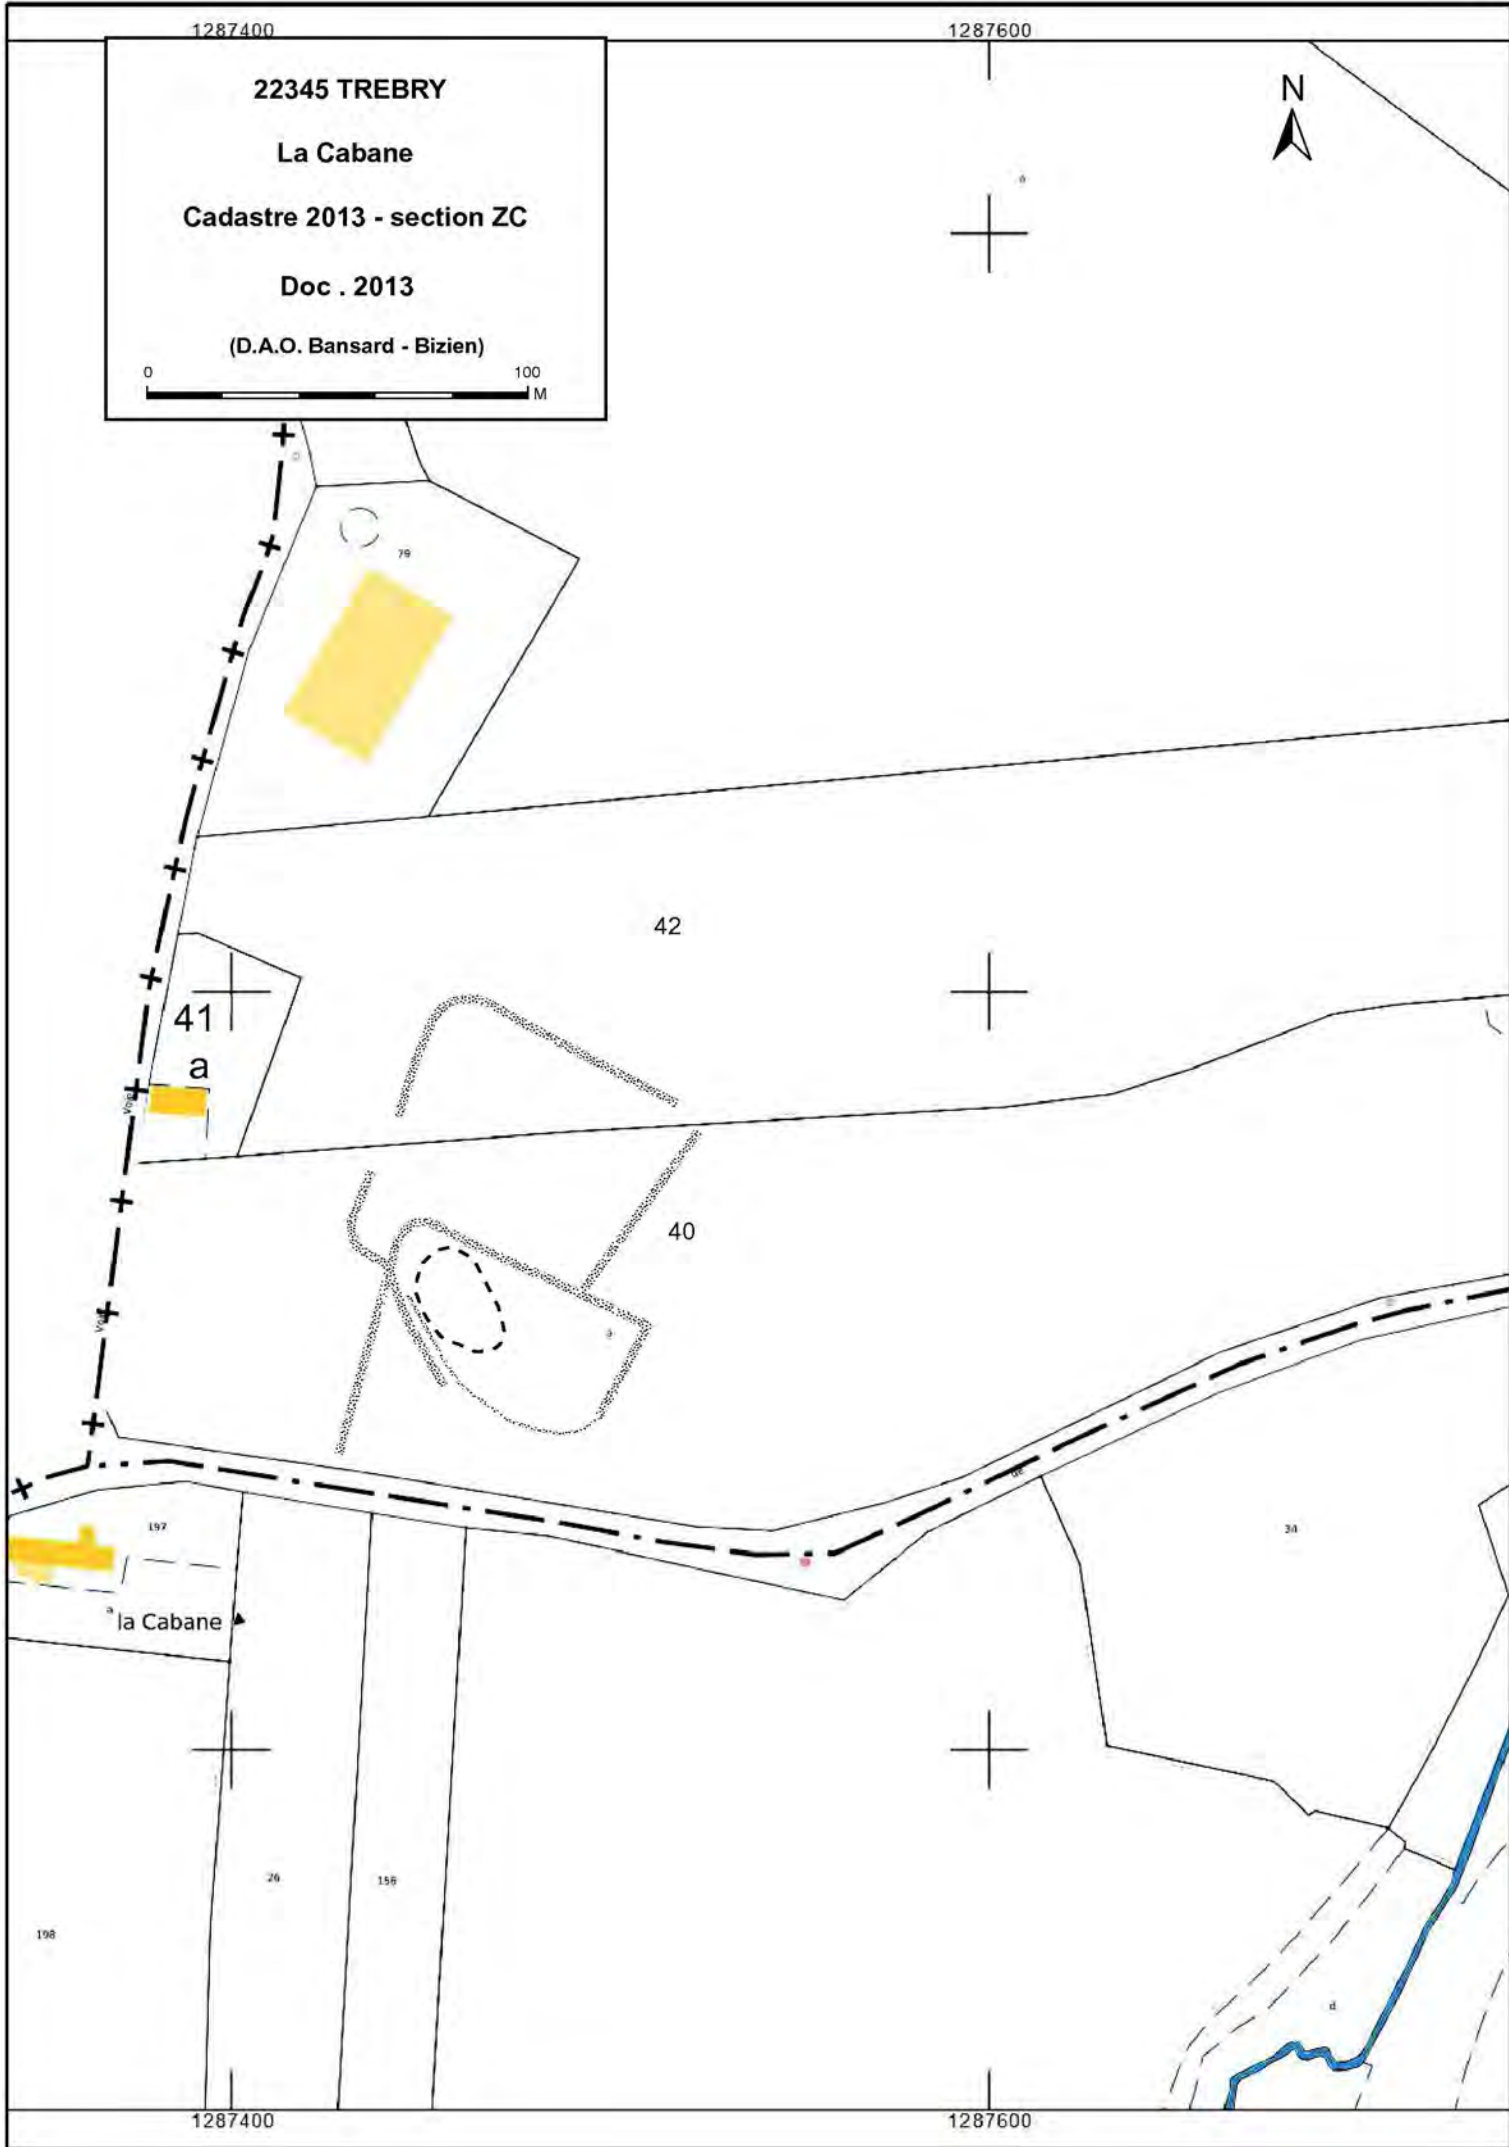 1287400 1287600
22345 TREBRY
La Cabane
Cadastre 2013 - section ZC
Doc . 2013
(D.A.O. Bansard - Bizien)
0 100
M
N
79
42
41
a
40
197
34
a
la Cabane
26
156
198
d
1287400 1287600